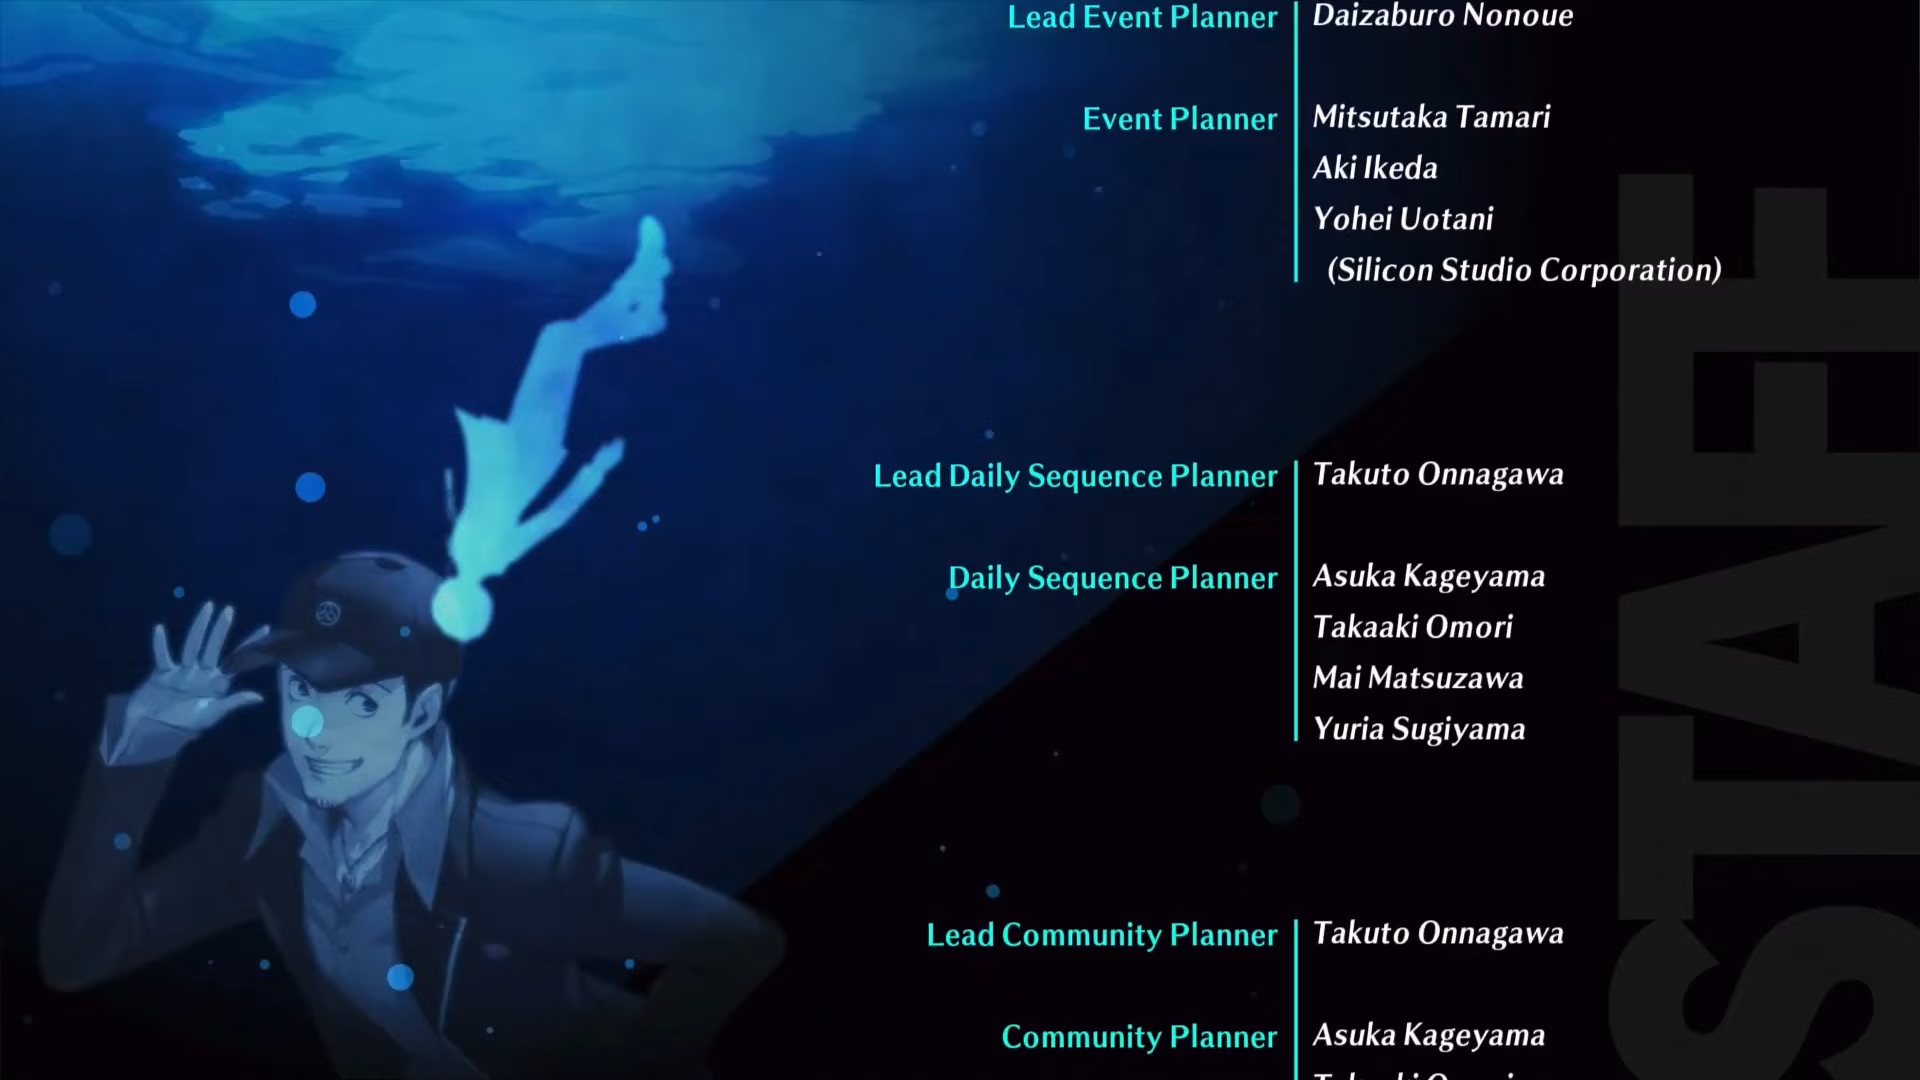 Lead Event Planner Daizaburo Nonoue
Event Planner Mitsutaka Tamari
Aki Ikeda
Yohei Uotani
(Silicon Studio Corporation)
Lead Daily Sequence Planner Takuto Onnagawa
Daily Sequence Planner Asuka Kageyama
Takaaki Omori
Mai Matsuzawa
Yuria Sugiyama
Lead Community Planner Takuto Onnagawa
Community Planner Asuka Kageyama
STAFF